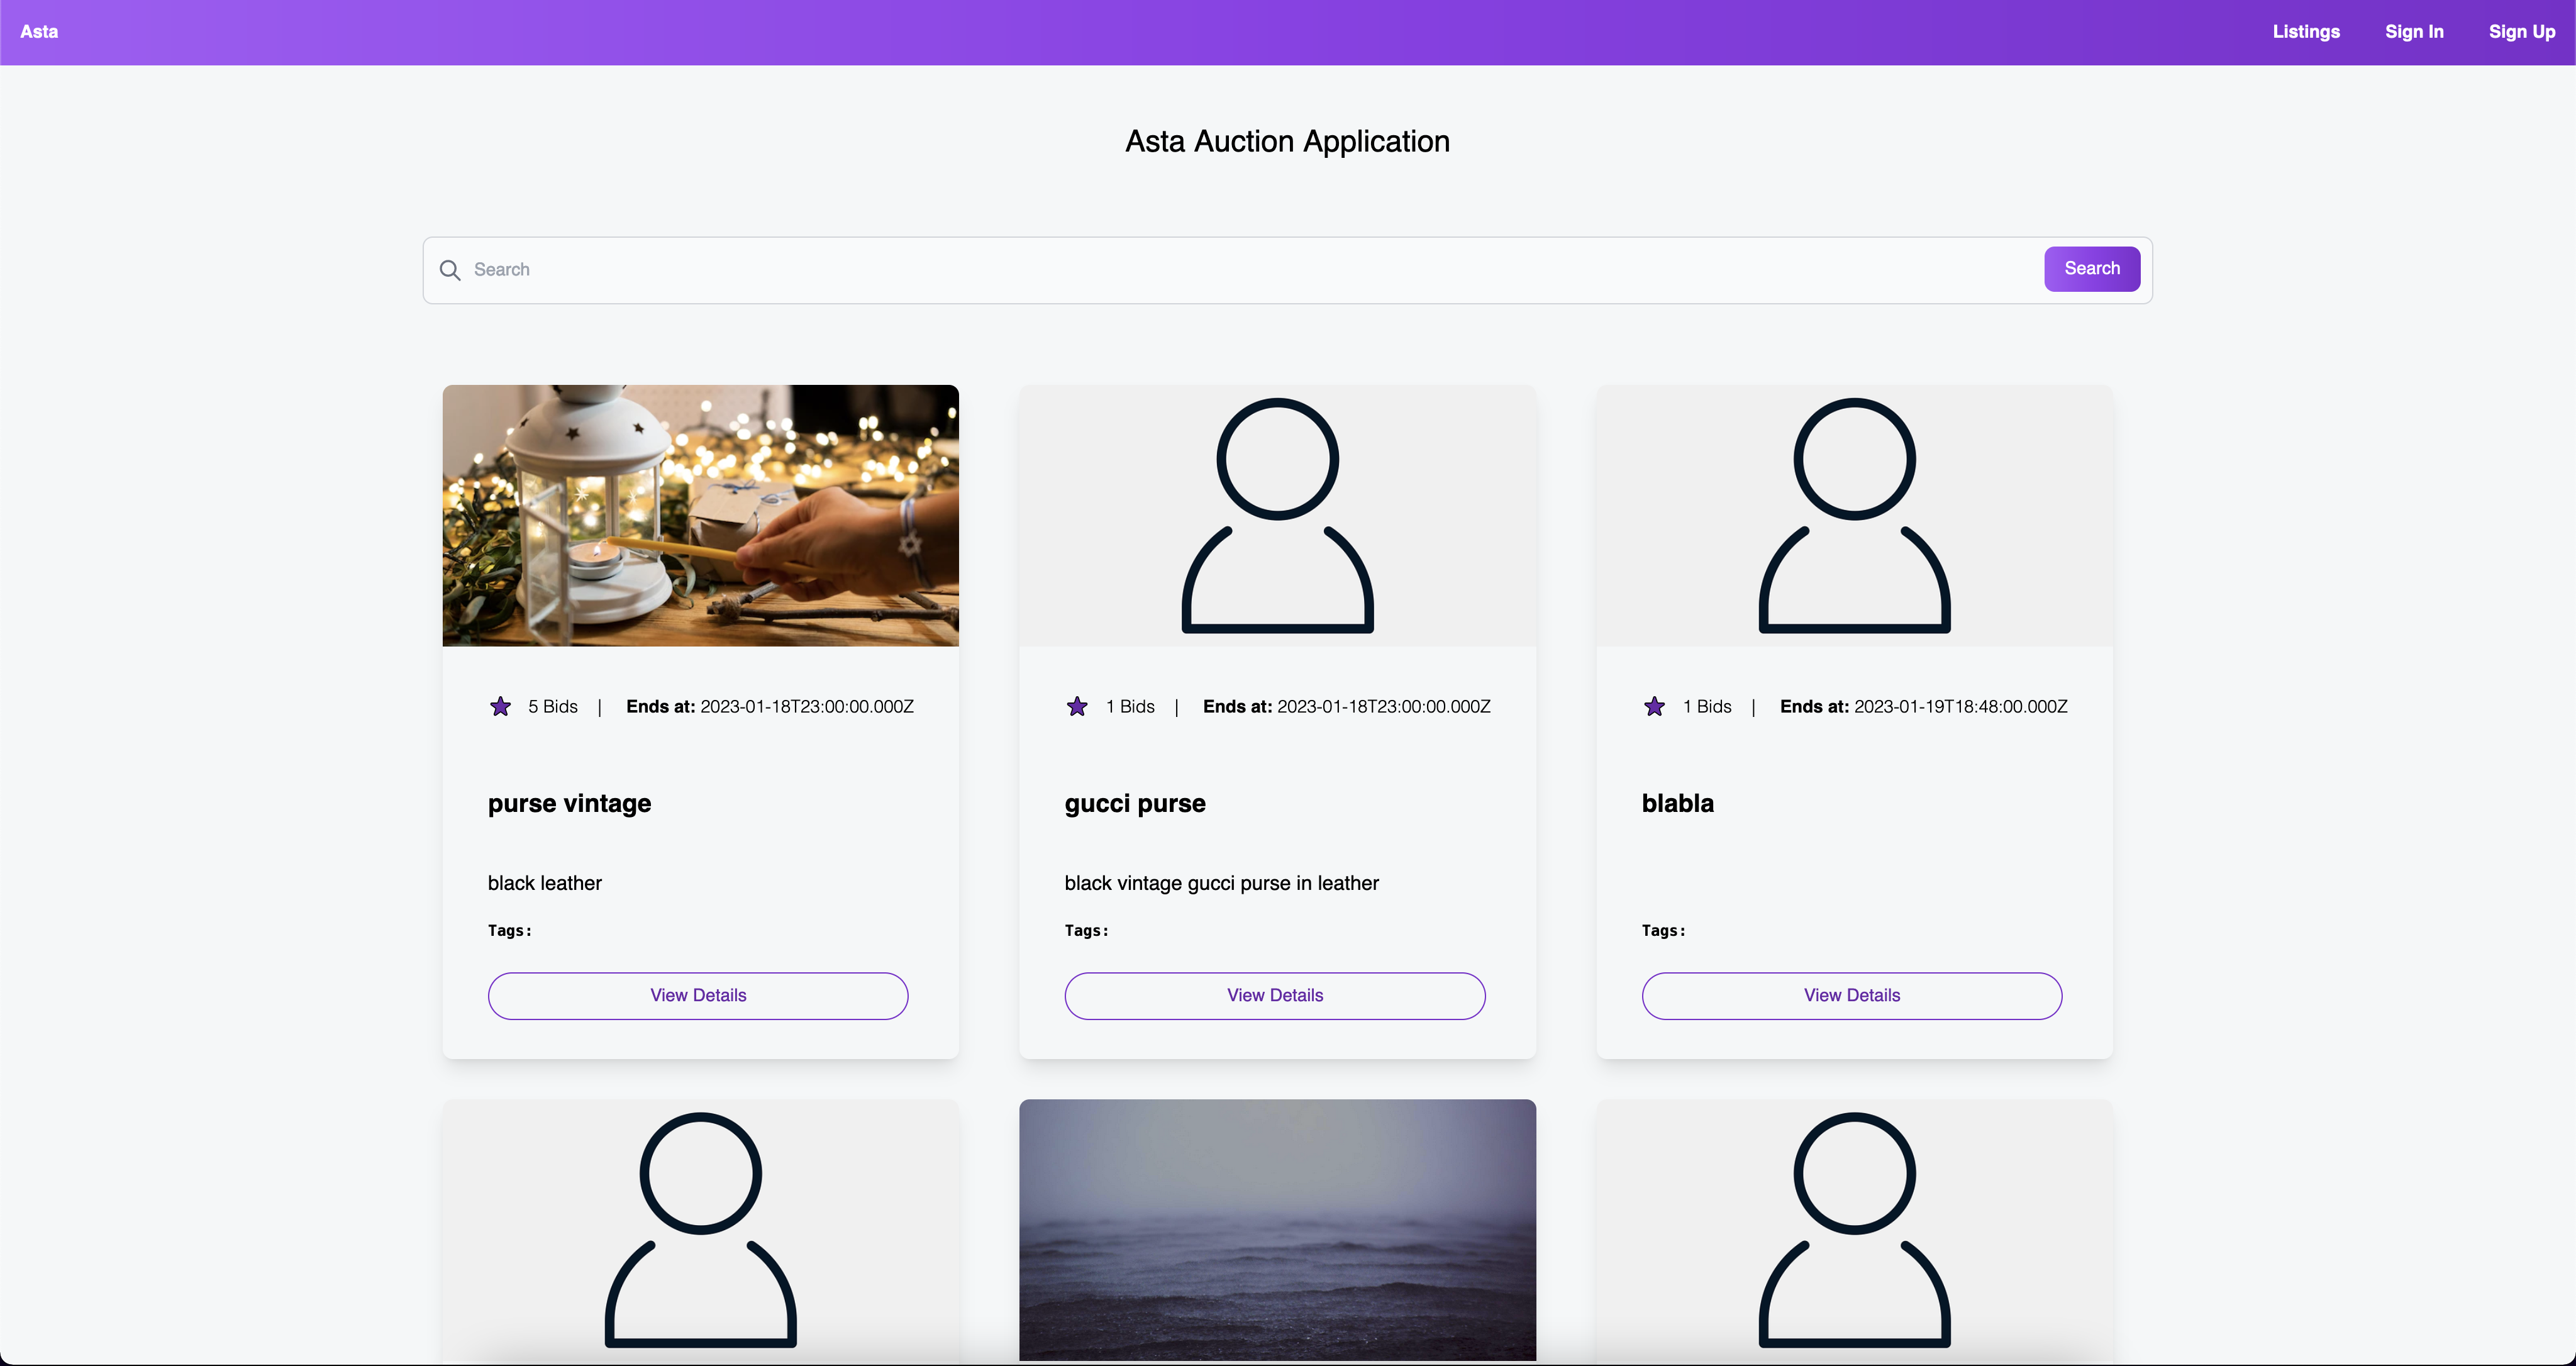 Asta
Listings
Sign In
Sign Up
Asta Auction Application
Search
Search
5 Bids | Ends at: 2023-01-18T23:00:00.000Z
purse vintage
black leather
Tags:
View Details
1 Bids | Ends at: 2023-01-18T23:00:00.000Z
gucci purse
black vintage gucci purse in leather
Tags:
View Details
1 Bids | Ends at: 2023-01-19T18:48:00.000Z
blabla
Tags:
View Details